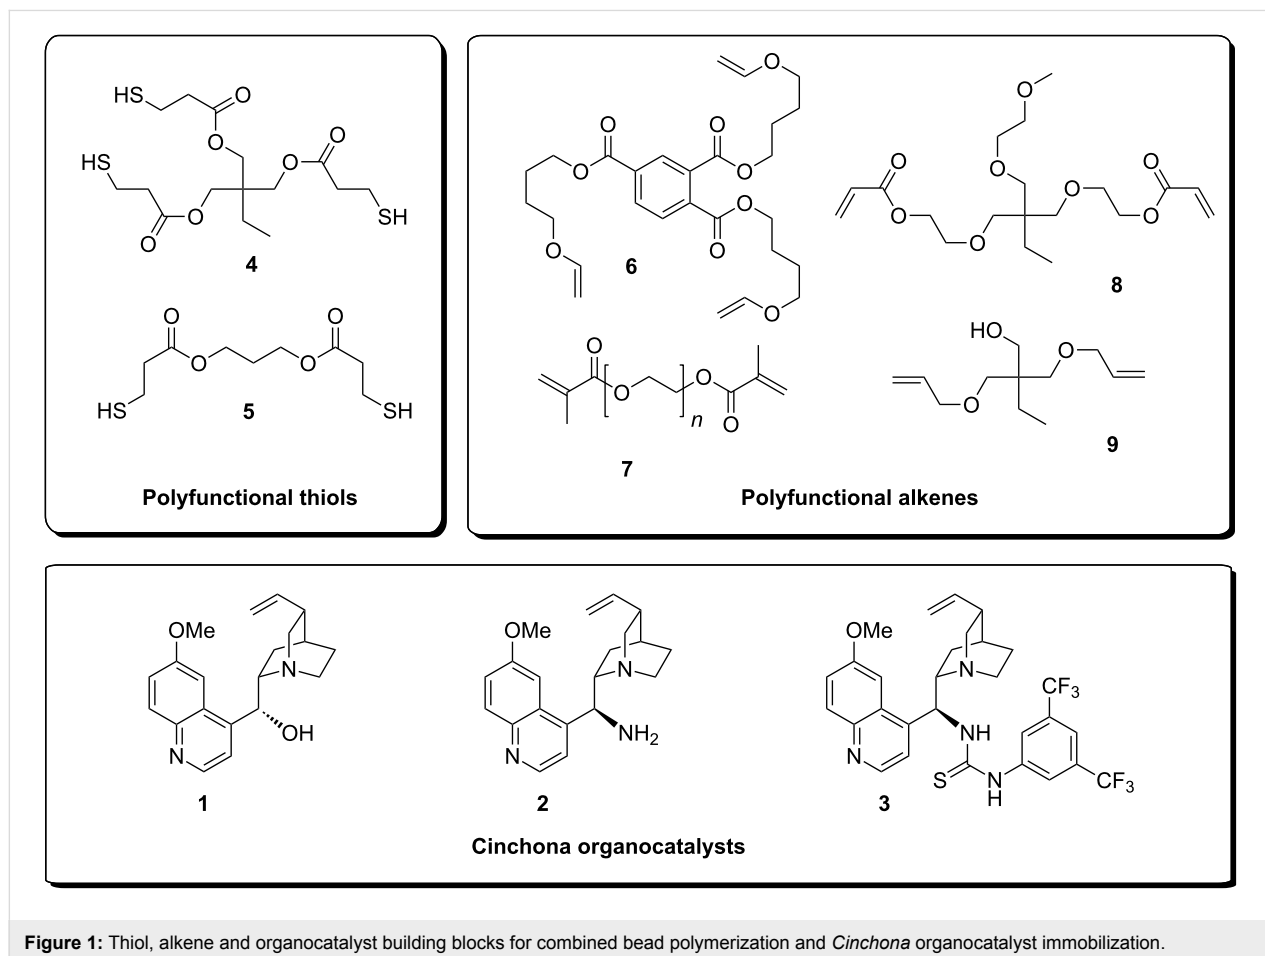 HS
O
O
O
O
HS
O
O
SH
4
O
O
O
O
HS
SH
5
Polyfunctional thiols
O
O
O
O
O
O
O
O
O
6
O
O
O
O
n
7
O
O
O
O
O
O
O
O
8
HO
O
O
9
Polyfunctional alkenes
OMe
N
N
OH
1
OMe
N
N
NH2
2
OMe
N
N
NH
S
N
H
CF3
CF3
3
Cinchona organocatalysts
Figure 1: Thiol, alkene and organocatalyst building blocks for combined bead polymerization and Cinchona organocatalyst immobilization.